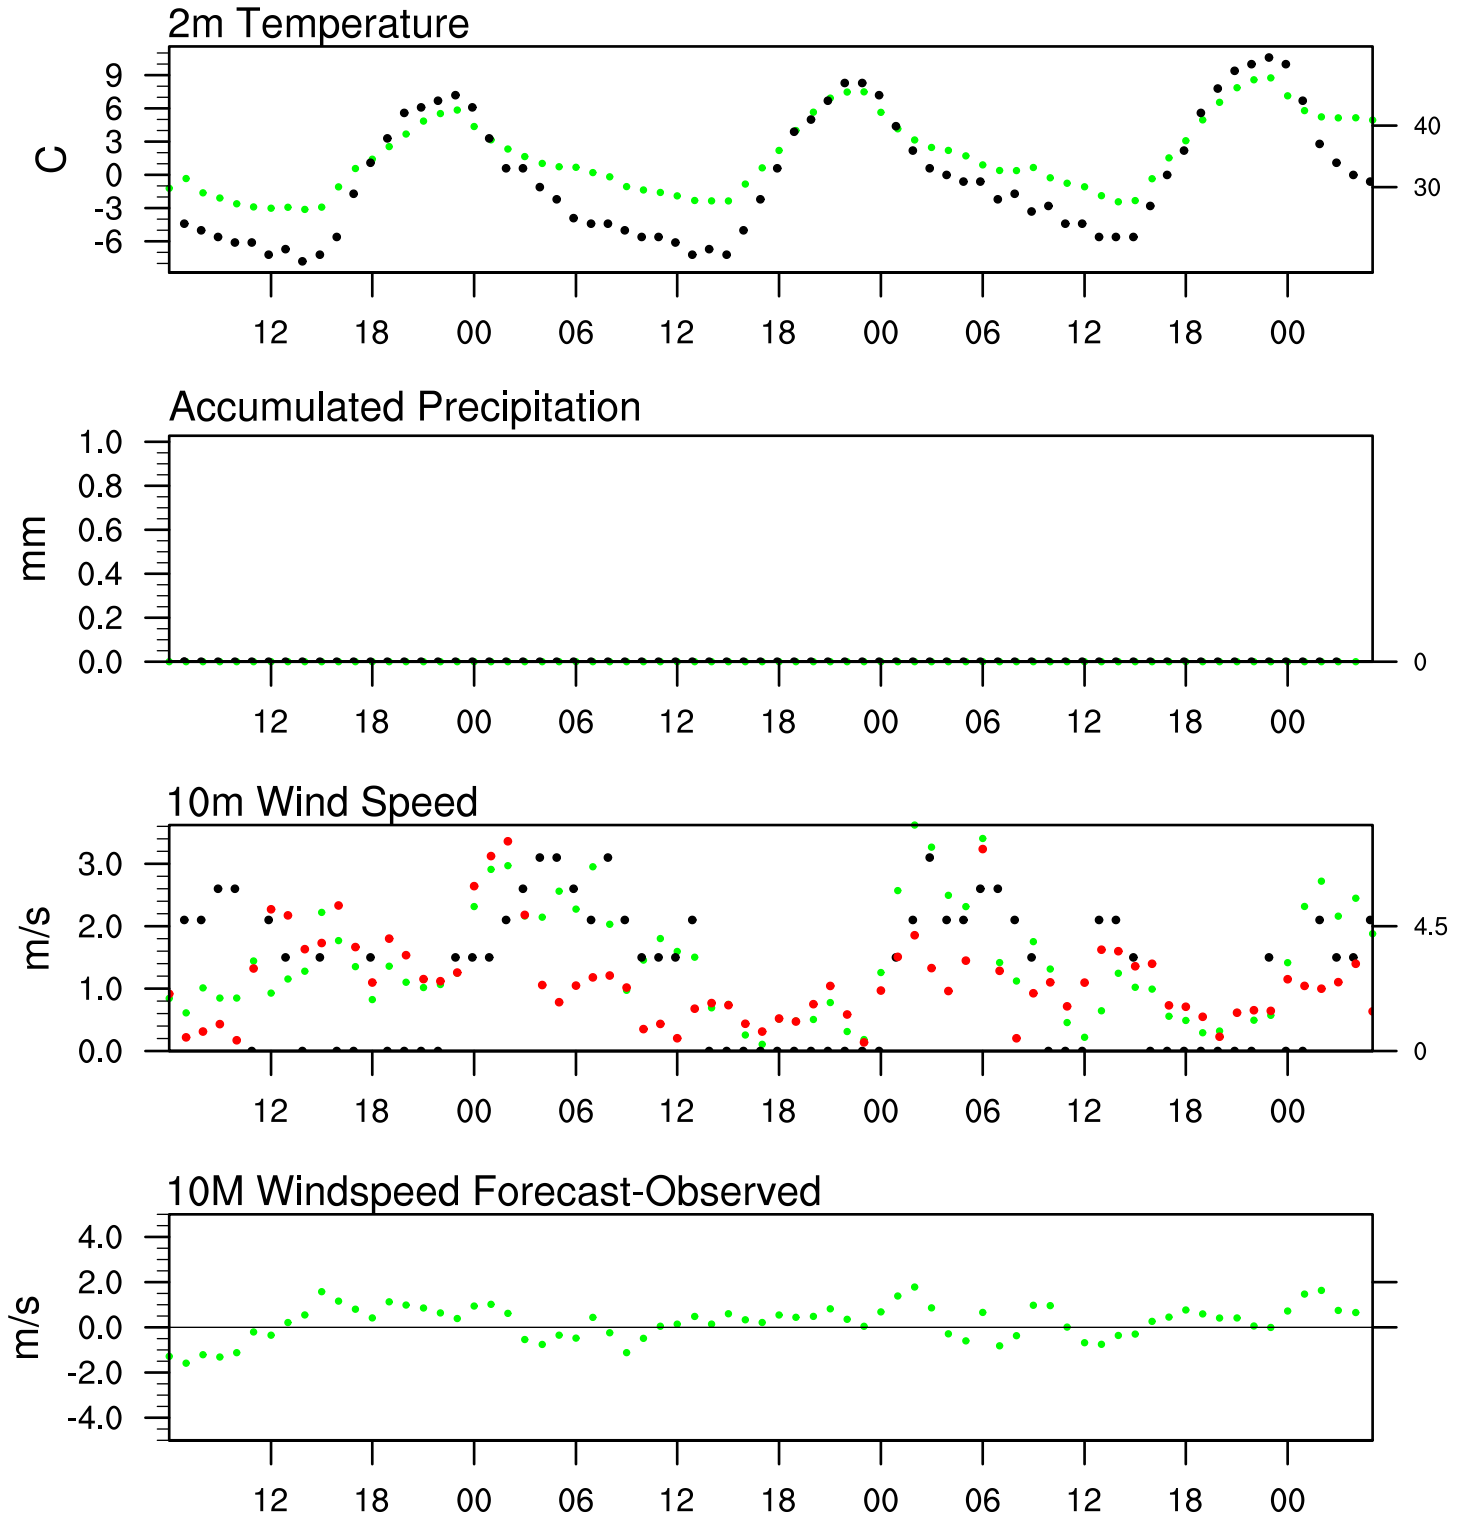 2m Temperature
9
6
3
0
-3
-6
C
40
30
12 18 00 06 12 18 00 06 12 18 00
Accumulated Precipitation
1.0
0.8
0.6
0.4
0.2
0.0
mm
0
12 18 00 06 12 18 00 06 12 18 00
10m Wind Speed
3.0
2.0
1.0
0.0
m/s
4.5
0
12 18 00 06 12 18 00 06 12 18 00
10M Windspeed Forecast-Observed
4.0
2.0
0.0
-2.0
-4.0
m/s
12 18 00 06 12 18 00 06 12 18 00